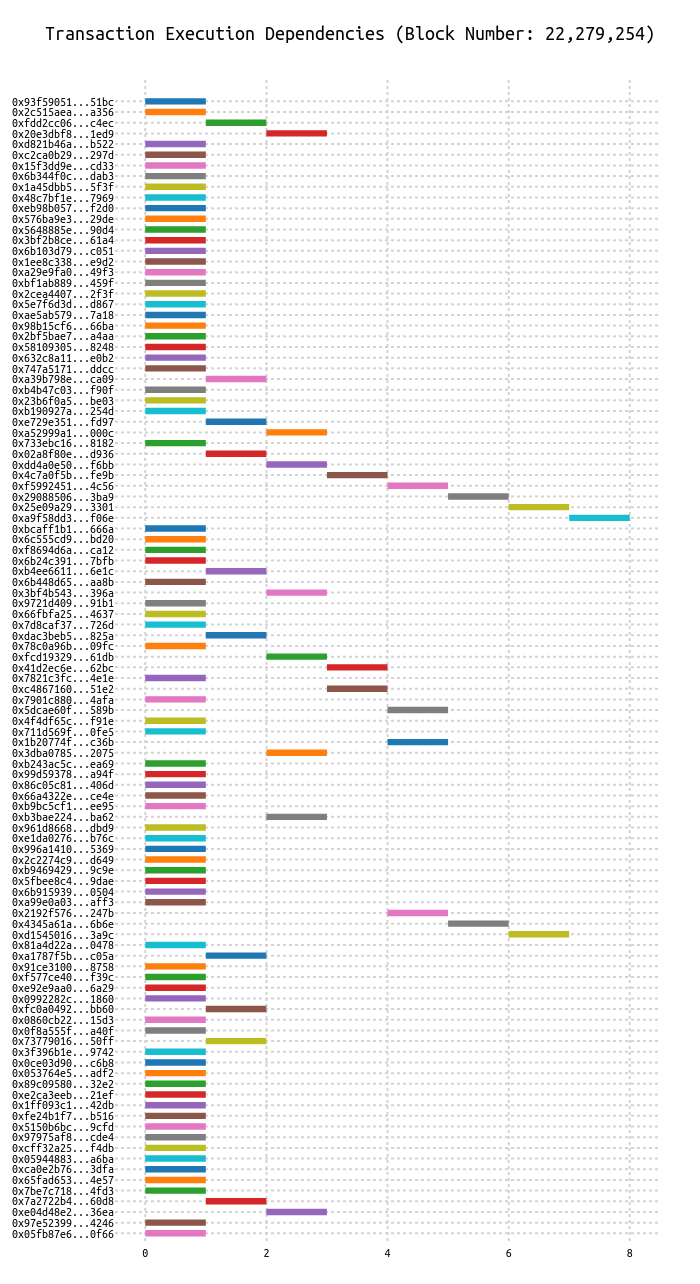 Transaction Execution Dependencies (Block Number: 22,279,254)
0x93f59051...51bc
0x2c515aea...a356
0xfdd2cc06...c4ec
0x20e3dbf8...1ed9
0xd821b46a...b522
0xc2ca0b29...297d
0x15f3dd9e...cd33
0x6b344f0c...dab3
0x1a45dbb5...5f3f
0x48c7bf1e...7969
0xeb98b057...f2d0
0x576ba9e3...29de
0x5648885e...90d4
0x3bf2b8ce...61a4
0x6b103d79...c051
0x1ee8c338...e9d2
0xa29e9fa0...49f3
0xbf1ab889...459f
0x2cea4407...2f3f
0x5e7f6d3d...d867
0xae5ab579...7a18
0x98b15cf6...66ba
0x2bf5bae7...a4aa
0x58109305...8248
0x632c8a11...e0b2
0x747a5171...ddcc
0xa39b798e...ca09
0xb4b47c03...f90f
0x23b6f0a5...be03
0xb190927a...254d
0xe729e351...fd97
0xa52999a1...000c
0x733ebc16...8182
0x02a8f80e...d936
0xdd4a0e50...f6bb
0x4c7a0f5b...fe9b
0xf5992451...4c56
0x29088506...3ba9
0x25e09a29...3301
0xa9f58dd3...f06e
0xbcaff1b1...666a
0x6c555cd9...bd20
0xf8694d6a...ca12
0x6b24c391...7bfb
0xb4ee6611...6e1c
0x6b448d65...aa8b
0x3bf4b543...396a
0x9721d409...91b1
0x66fbfa25...4637
0x7d8caf37...726d
0xdac3beb5...825a
0x78c0a96b...09fc
0xfcd19329...61db
0x41d2ec6e...62bc
0x7821c3fc...4e1e
0xc4867160...51e2
0x7901c880...4afa
0x5dcae60f...589b
0x4f4df65c...f91e
0x711d569f...0fe5
0x1b20774f...c36b
0x3dba0785...2075
0xb243ac5c...ea69
0x99d59378...a94f
0x86c05c81...406d
0x66a4322e...ce4e
0xb9bc5cf1...ee95
0xb3bae224...ba62
0x961d8668...dbd9
0xe1da0276...b76c
0x996a1410...5369
0x2c2274c9...d649
0xb9469429...9c9e
0x5fbee8c4...9dae
0x6b915939...0504
0xa99e0a03...aff3
0x2192f576...247b
0x4345a61a...6b6e
0xd1545016...3a9c
0x81a4d22a...0478
0xa1787f5b...c05a
0x91ce3100...8758
0xf577ce40...f39c
0xe92e9aa0...6a29
0x0992282c...1860
0xfc0a0492...bb60
0x0860cb22...15d3
0x0f8a555f...a40f
0x73779016...50ff
0x3f396b1e...9742
0x0ce03d90...c6b8
0x053764e5...adf2
0x89c09580...32e2
0xe2ca3eeb...21ef
0x1ff093c1...42db
0xfe24b1f7...b516
0x5150b6bc...9cfd
0x97975af8...cde4
0xcff32a25...f4db
0x05944883...a6ba
0xca0e2b76...3dfa
0x65fad653...4e57
0x7be7c718...4fd3
0x7a2722b4...60d8
0xe04d48e2...36ea
0x97e52399...4246
0x05fb87e6...0f66
0 2 4 6 8